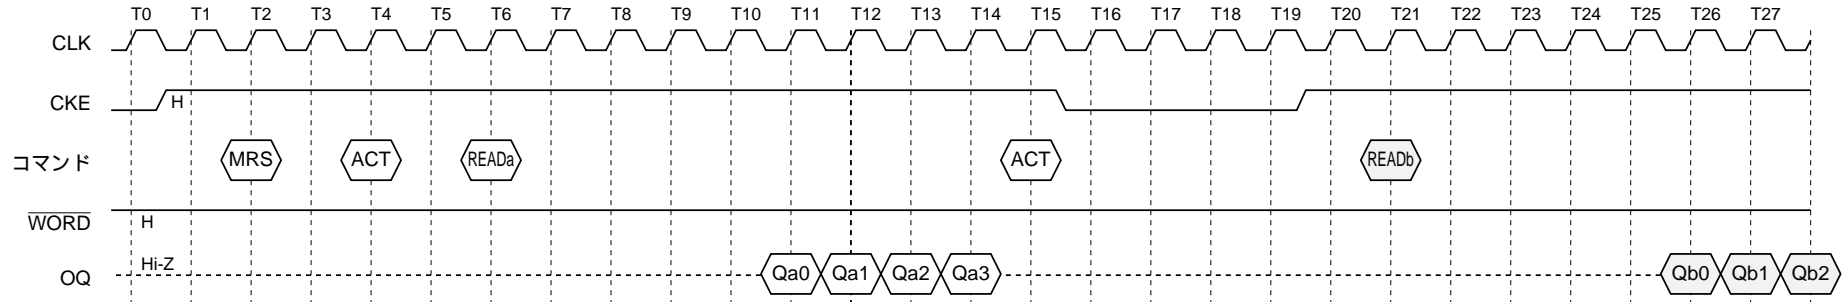 T0 T1 T2 T3 T4 T5 T6 T7 T8 T9 T10 T11 T12 T13 T14 T15 T16 T17 T18 T19 T20 T21 T22 T23 T24 T25 T26 T27
CLK
CKE H
コマンド MRS ACT READa ACT READb
WORD H
OQ Hi-Z Qa0 Qa1 Qa2 Qa3 Qb0 Qb1 Qb2